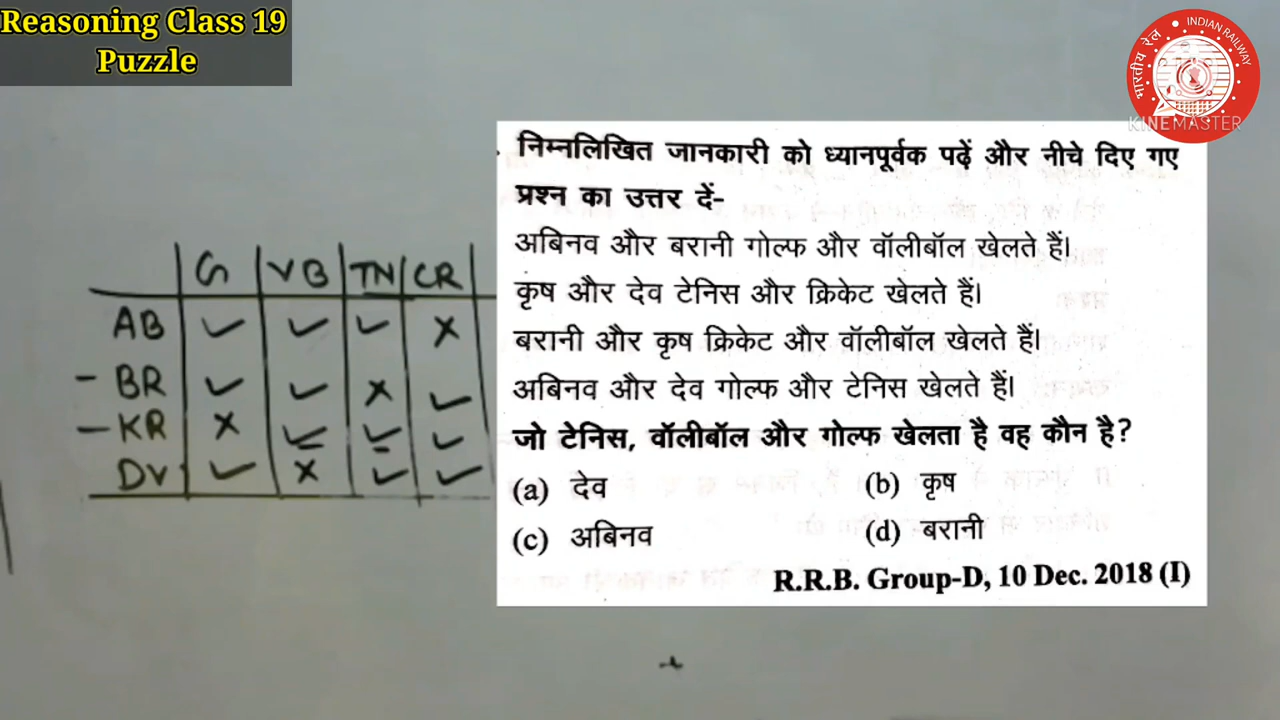 Reasoning Class 19
Puzzle
भारतीय रेल INDIAN RAILWAY
KINEMASTER
निम्नलिखित जानकारी को ध्यानपूर्वक पढ़ें और नीचे दिए गए
प्रश्न का उत्तर दें-
अबिनव और बरानी गोल्फ और वॉलीबॉल खेलते हैं।
कृष और देव टेनिस और क्रिकेट खेलते हैं।
बरानी और कृष क्रिकेट और वॉलीबॉल खेलते हैं।
अबिनव और देव गोल्फ और टेनिस खेलते हैं।
जो टेनिस, वॉलीबॉल और गोल्फ खेलता है वह कौन है?
(a) देव (b) कृष
(c) अबिनव (d) बरानी
R.R.B. Group-D, 10 Dec. 2018 (I)
G VB TN CR
AB ✓ ✓ ✓ ×
- BR ✓ ✓ × ✓
- KR × ✓ ✓ ✓
DV ✓ × ✓ ✓